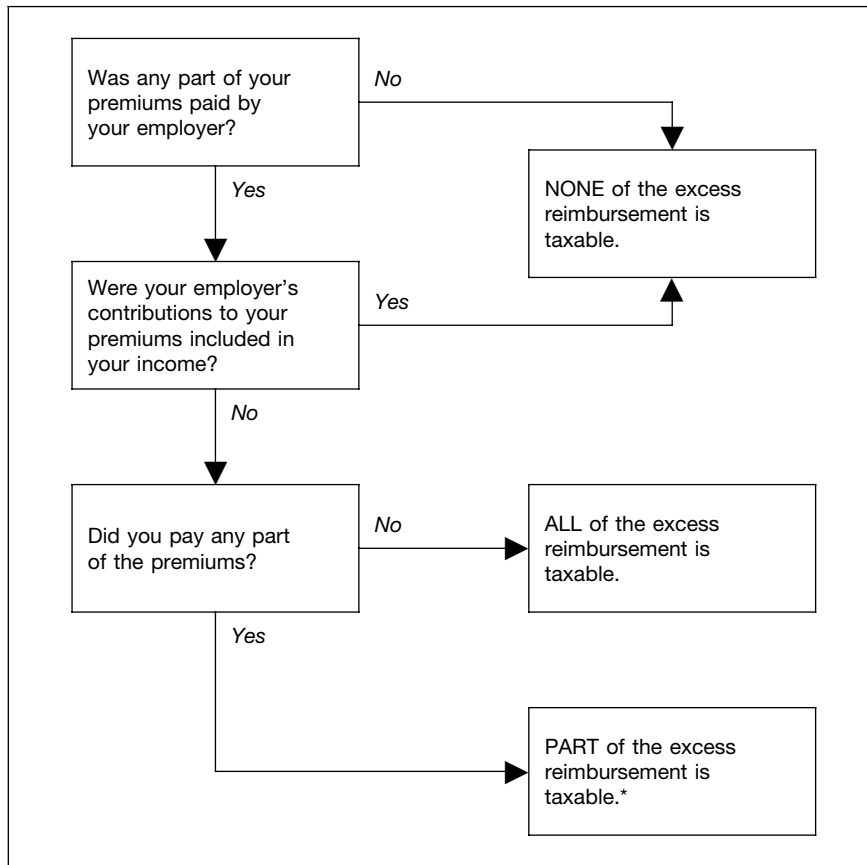 Was any part of your
premiums paid by
your employer?
No
NONE of the excess
reimbursement is
taxable.
Yes
Were your employer's
contributions to your
premiums included in
your income?
Yes
No
Did you pay any part
of the premiums?
No
ALL of the excess
reimbursement is
taxable.
Yes
PART of the excess
reimbursement is
taxable.*